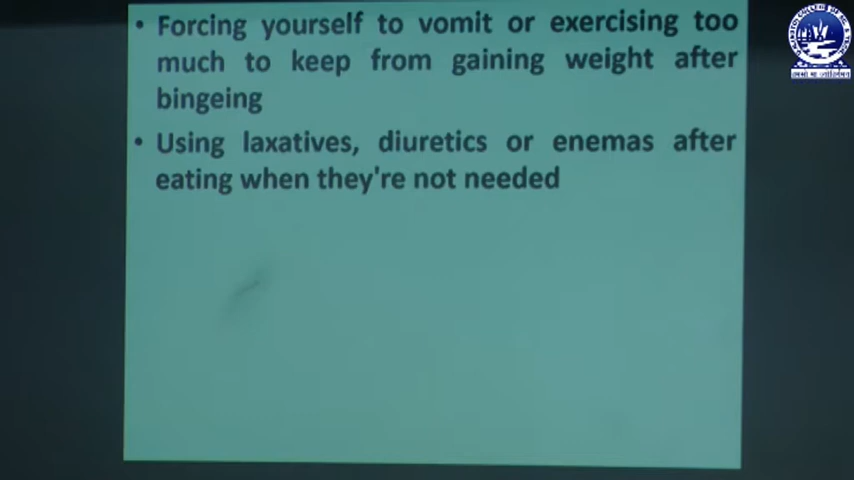 • Forcing yourself to vomit or exercising too
much to keep from gaining weight after
bingeing
• Using laxatives, diuretics or enemas after
eating when they're not needed